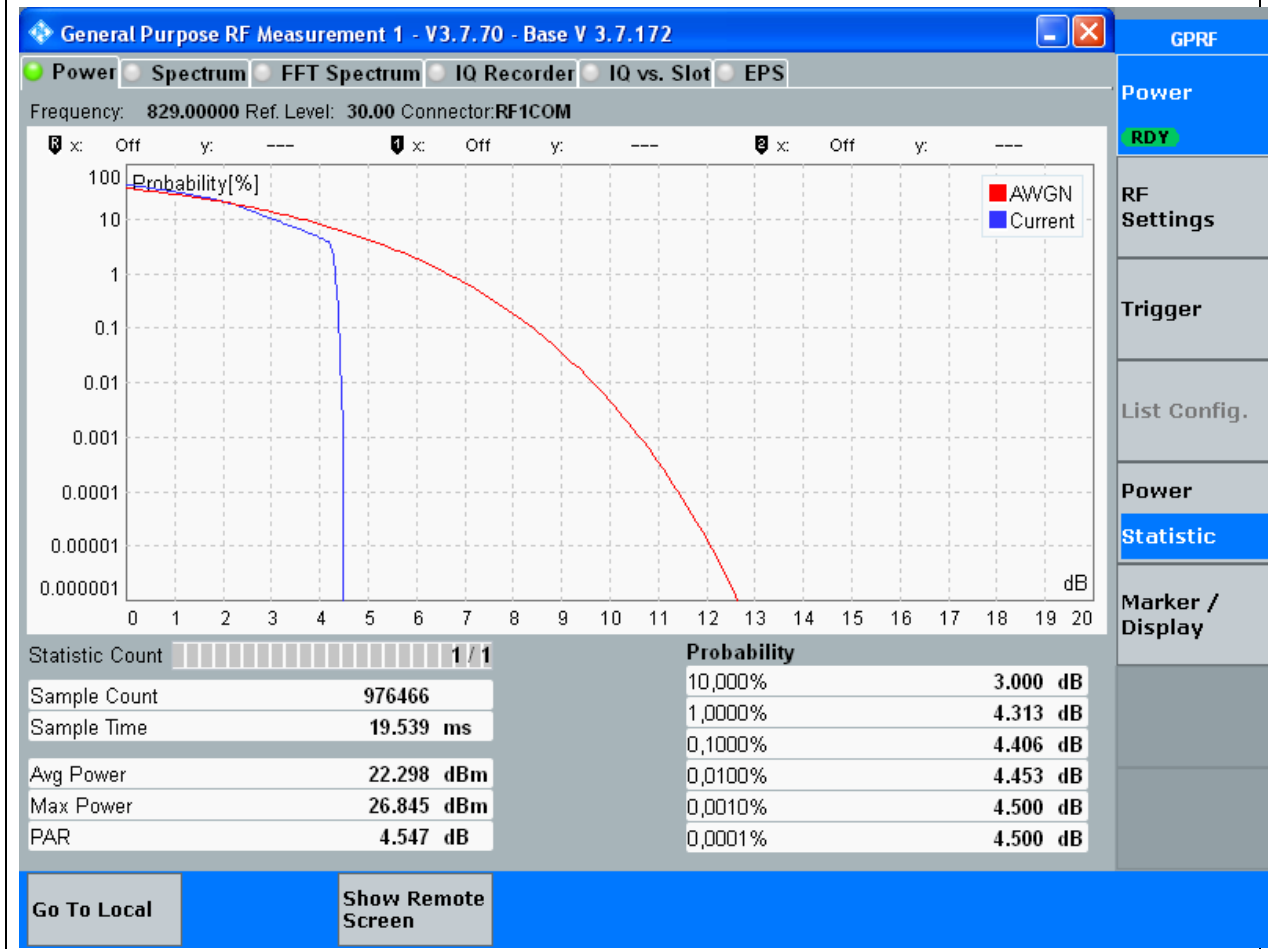 General Purpose RF Measurement 1 - V3.7.70 - Base V 3.7.172
GPRF
Power Spectrum FFT Spectrum IQ Recorder IQ vs. Slot EPS
Frequency: 829.00000 Ref. Level: 30.00 Connector:RF1COM
R x: Off y: --- 1 x: Off y: --- 2 x: Off y: ---
Probability[%]
AWGN
Current
100
10
1
0.1
0.01
0.001
0.0001
0.00001
0.000001
dB
0 1 2 3 4 5 6 7 8 9 10 11 12 13 14 15 16 17 18 19 20
Statistic Count 1 / 1
Sample Count 976466
Sample Time 19.539 ms
Avg Power 22.298 dBm
Max Power 26.845 dBm
PAR 4.547 dB
Probability
10,000% 3.000 dB
1,0000% 4.313 dB
0,1000% 4.406 dB
0,0100% 4.453 dB
0,0010% 4.500 dB
0,0001% 4.500 dB
Power
RDY
RF
Settings
Trigger
List Config.
Power
Statistic
Marker /
Display
Go To Local
Show Remote
Screen